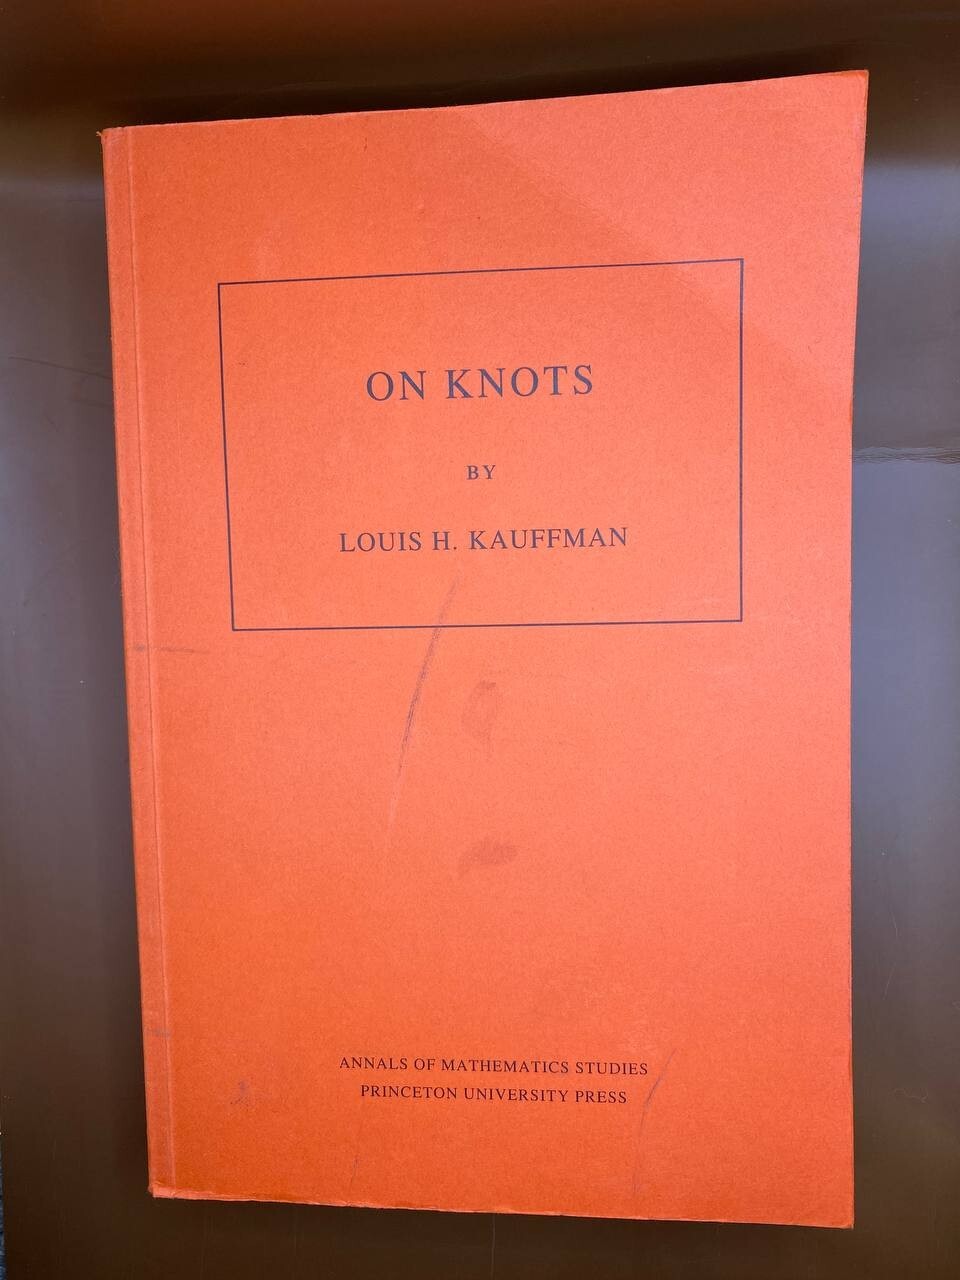 ON KNOTS
BY
LOUIS H. KAUFFMAN
ANNALS OF MATHEMATICS STUDIES
PRINCETON UNIVERSITY PRESS